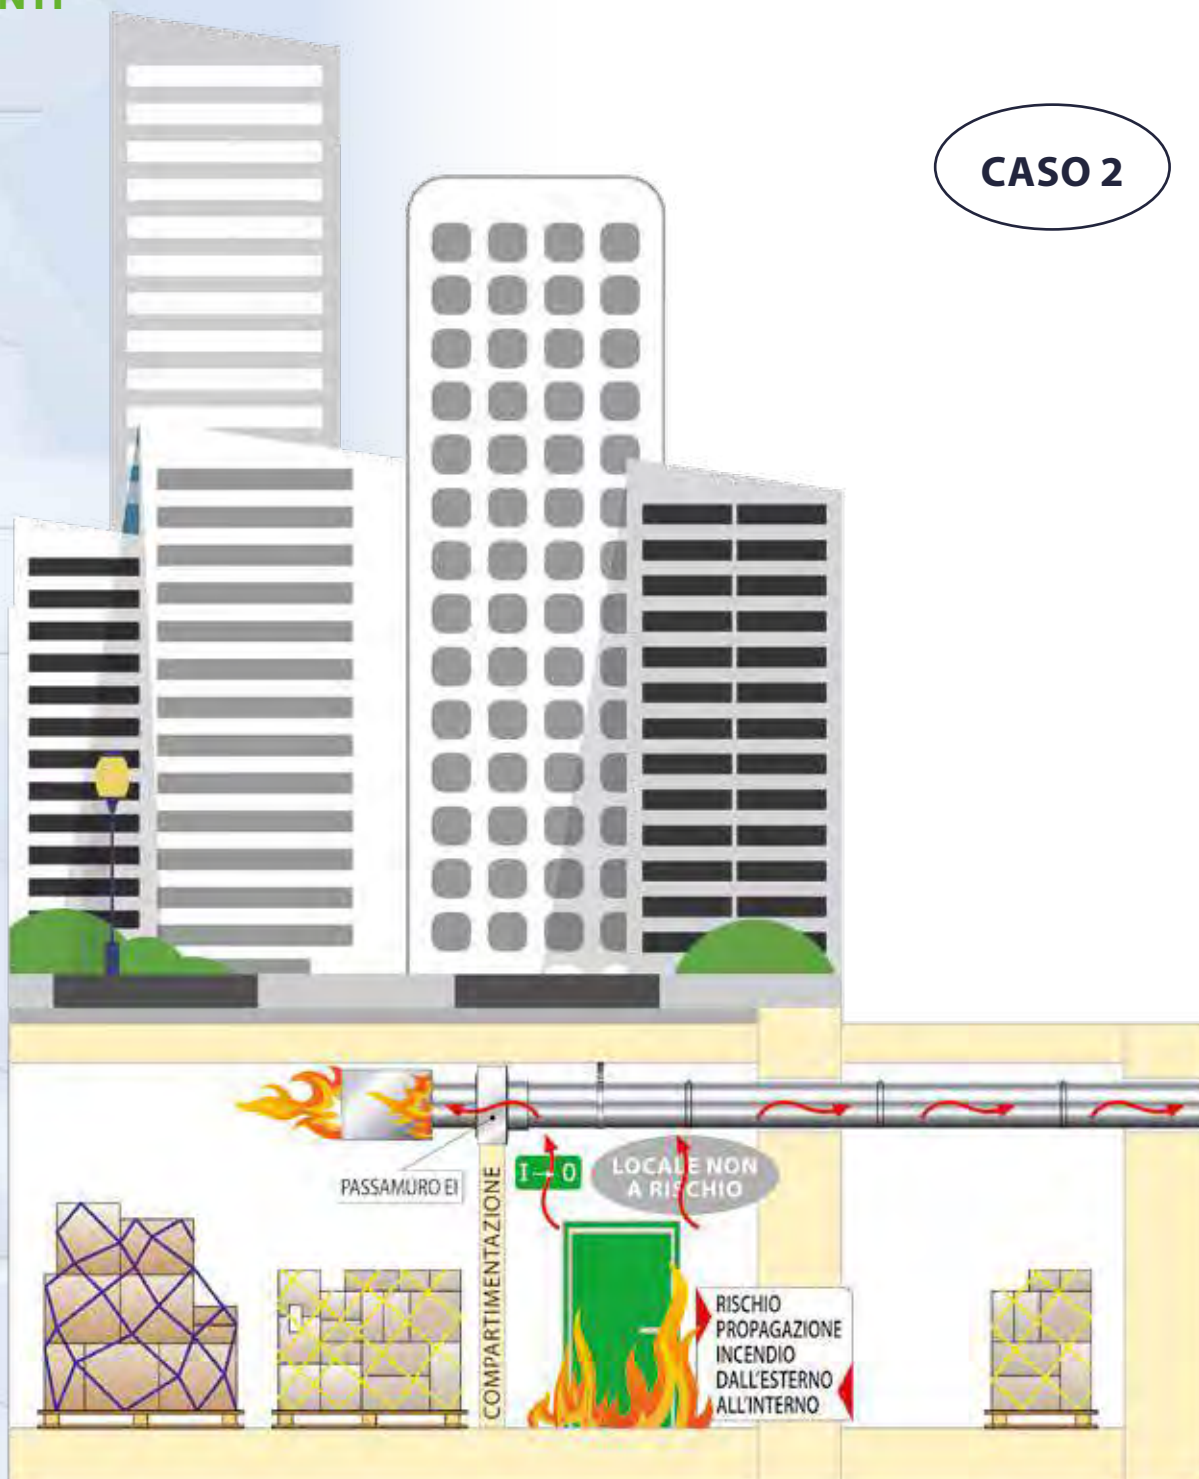 CASO 2
PASSAMURO EI
COMPARTIMENTAZIONE
I→0
LOCALE NON
A RISCHIO
RISCHIO
PROPAGAZIONE
INCENDIO
DALL'ESTERNO
ALL'INTERNO